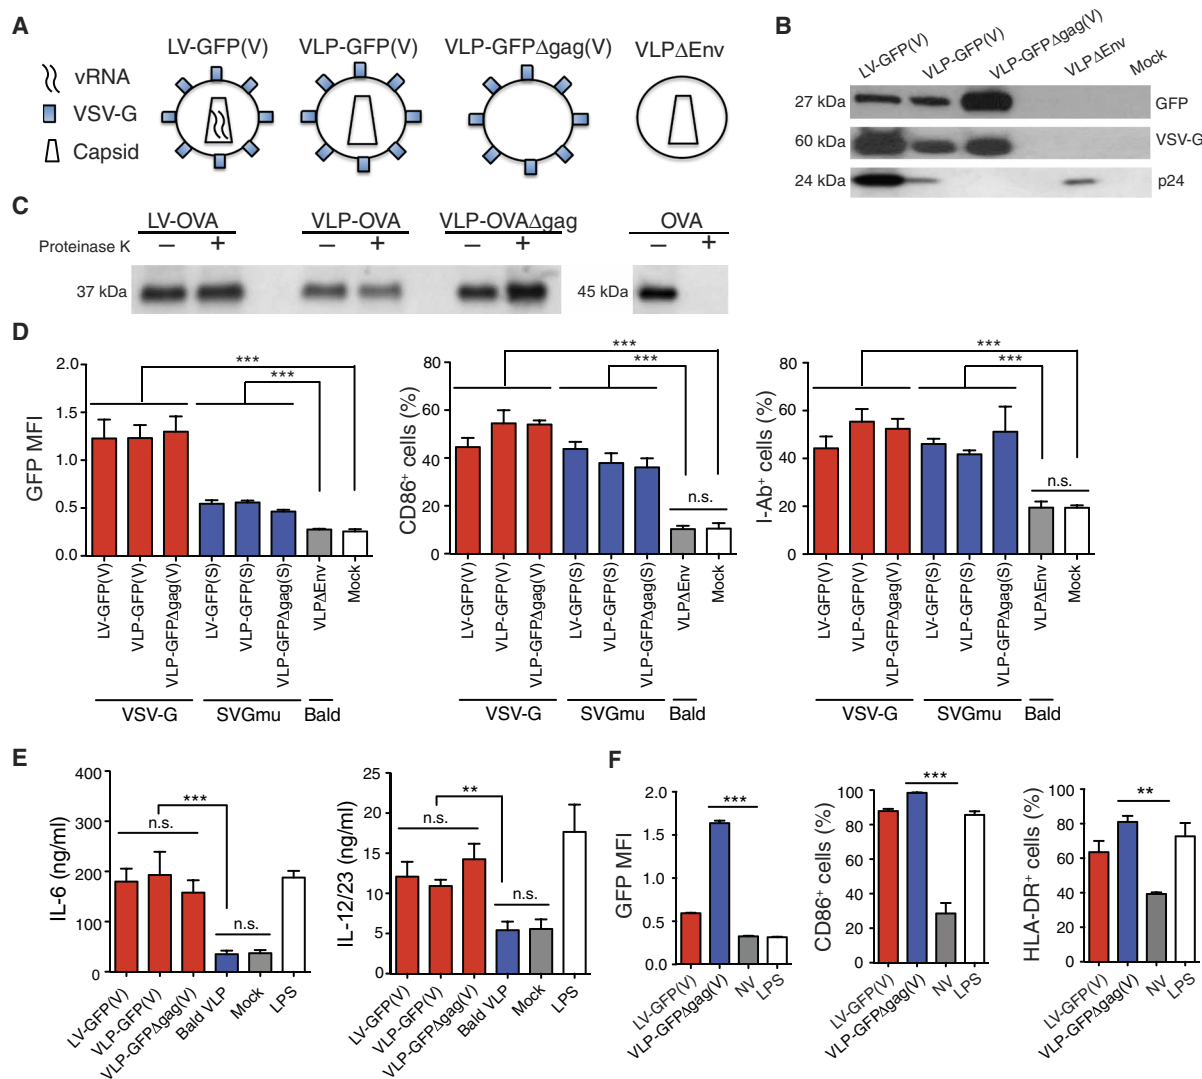 A
LV-GFP(V)
VLP-GFP(V)
VLP-GFPΔgag(V)
VLPΔEnv
vRNA
VSV-G
Capsid
B
LV-GFP(V)
VLP-GFP(V)
VLP-GFPΔgag(V)
VLPΔEnv
Mock
27 kDa
GFP
60 kDa
VSV-G
24 kDa
p24
C
LV-OVA
VLP-OVA
VLP-OVAΔgag
OVA
Proteinase K
– + – + – + – +
37 kDa
45 kDa
D
GFP MFI
2.0
1.5
1.0
0.5
0.0
***
***
LV-GFP(V)
VLP-GFP(V)
VLP-GFPΔgag(V)
LV-GFP(S)
VLP-GFP(S)
VLP-GFPΔgag(S)
VLPΔEnv
Mock
VSV-G
SVGmu
Bald
CD86+ cells (%)
80
60
40
20
0
***
***
n.s.
LV-GFP(V)
VLP-GFP(V)
VLP-GFPΔgag(V)
LV-GFP(S)
VLP-GFP(S)
VLP-GFPΔgag(S)
VLPΔEnv
Mock
VSV-G
SVGmu
Bald
I-Ab+ cells (%)
80
60
40
20
0
***
***
n.s.
LV-GFP(V)
VLP-GFP(V)
VLP-GFPΔgag(V)
LV-GFP(S)
VLP-GFP(S)
VLP-GFPΔgag(S)
VLPΔEnv
Mock
VSV-G
SVGmu
Bald
E
IL-6 (ng/ml)
400
300
200
100
0
***
n.s.
n.s.
LV-GFP(V)
VLP-GFP(V)
VLP-GFPΔgag(V)
Bald VLP
Mock
LPS
IL-12/23 (ng/ml)
25
20
15
10
5
0
**
n.s.
n.s.
LV-GFP(V)
VLP-GFP(V)
VLP-GFPΔgag(V)
Bald VLP
Mock
LPS
F
GFP MFI
2.0
1.5
1.0
0.5
0.0
***
LV-GFP(V)
VLP-GFPΔgag(V)
NV
LPS
CD86+ cells (%)
100
80
60
40
20
0
***
LV-GFP(V)
VLP-GFPΔgag(V)
NV
LPS
HLA-DR+ cells (%)
100
80
60
40
20
0
**
LV-GFP(V)
VLP-GFPΔgag(V)
NV
LPS